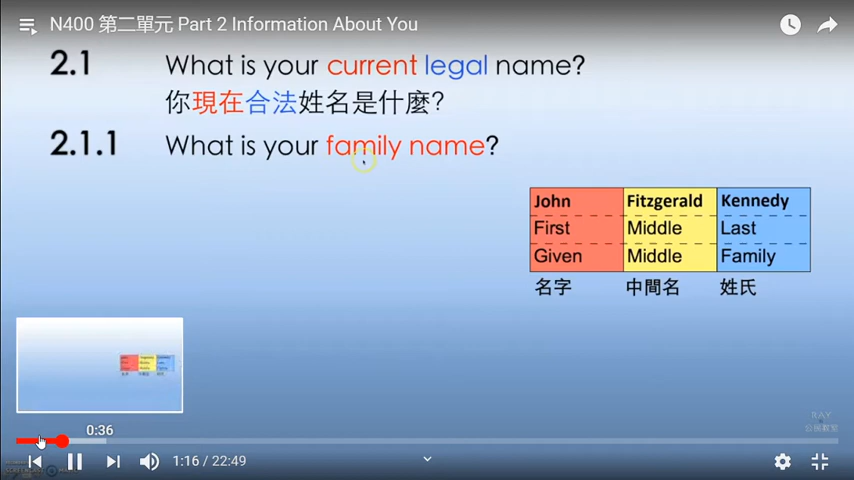 N400 第二單元 Part 2 Information About You
2.1 What is your current legal name?
你現在合法姓名是什麼?
2.1.1 What is your family name?
John Fitzgerald Kennedy
First Middle Last
Given Middle Family
名字 中間名 姓氏
RAY
0:36
1:16 / 22:49